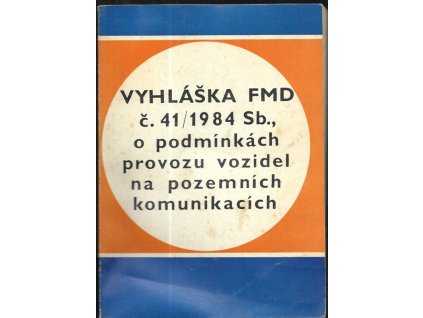 VYHLÁŠKA FMD
č. 41/1984 Sb.,
o podmínkách
provozu vozidel
na pozemních
komunikacích